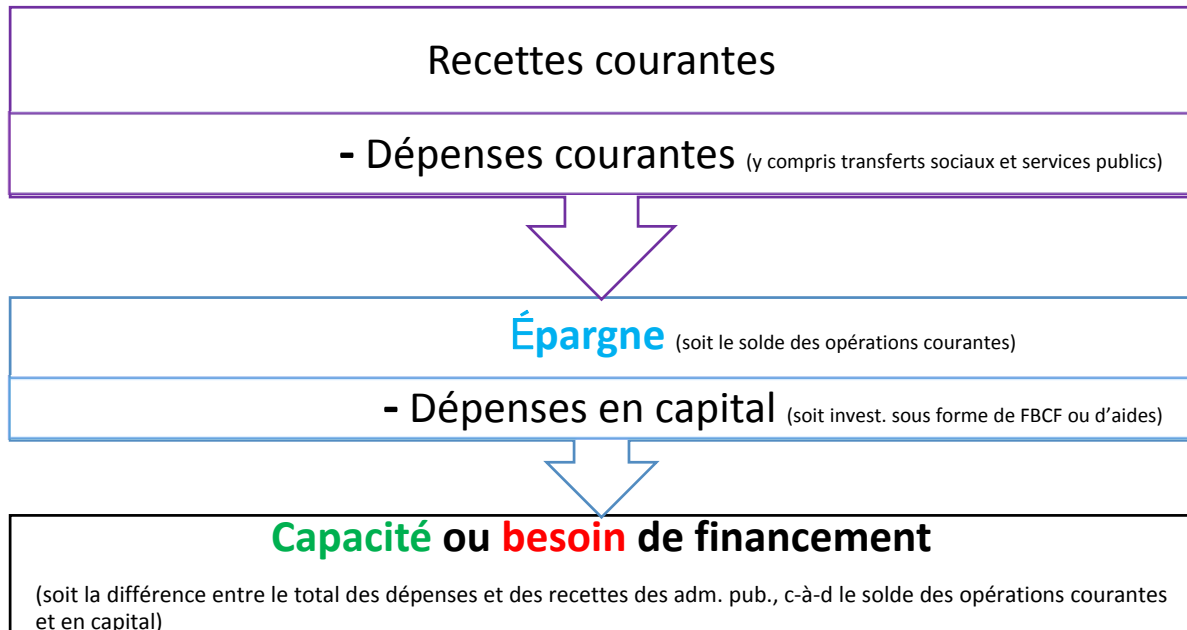 Recettes courantes
- Dépenses courantes (y compris transferts sociaux et services publics)
Épargne (soit le solde des opérations courantes)
- Dépenses en capital (soit invest. sous forme de FBCF ou d’aides)
Capacité ou besoin de financement
(soit la différence entre le total des dépenses et des recettes des adm. pub., c-à-d le solde des opérations courantes
et en capital)